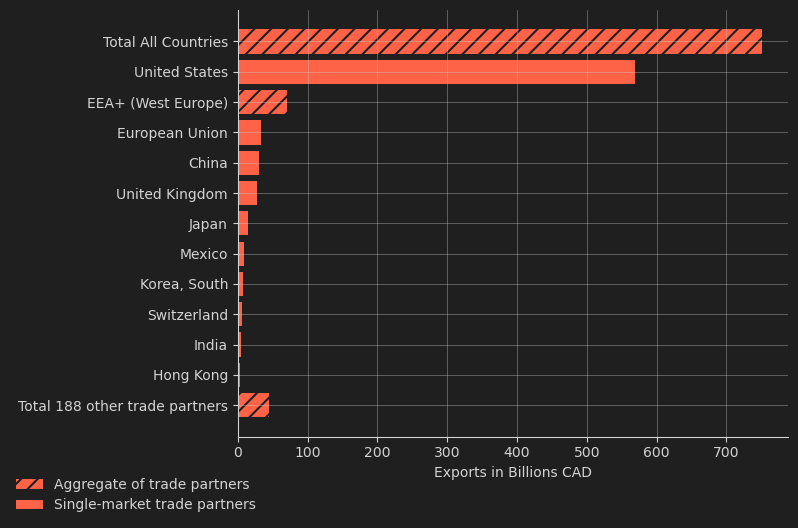 Total All Countries
United States
EEA+ (West Europe)
European Union
China
United Kingdom
Japan
Mexico
Korea, South
Switzerland
India
Hong Kong
Total 188 other trade partners
0 100 200 300 400 500 600 700
Exports in Billions CAD
Aggregate of trade partners
Single-market trade partners